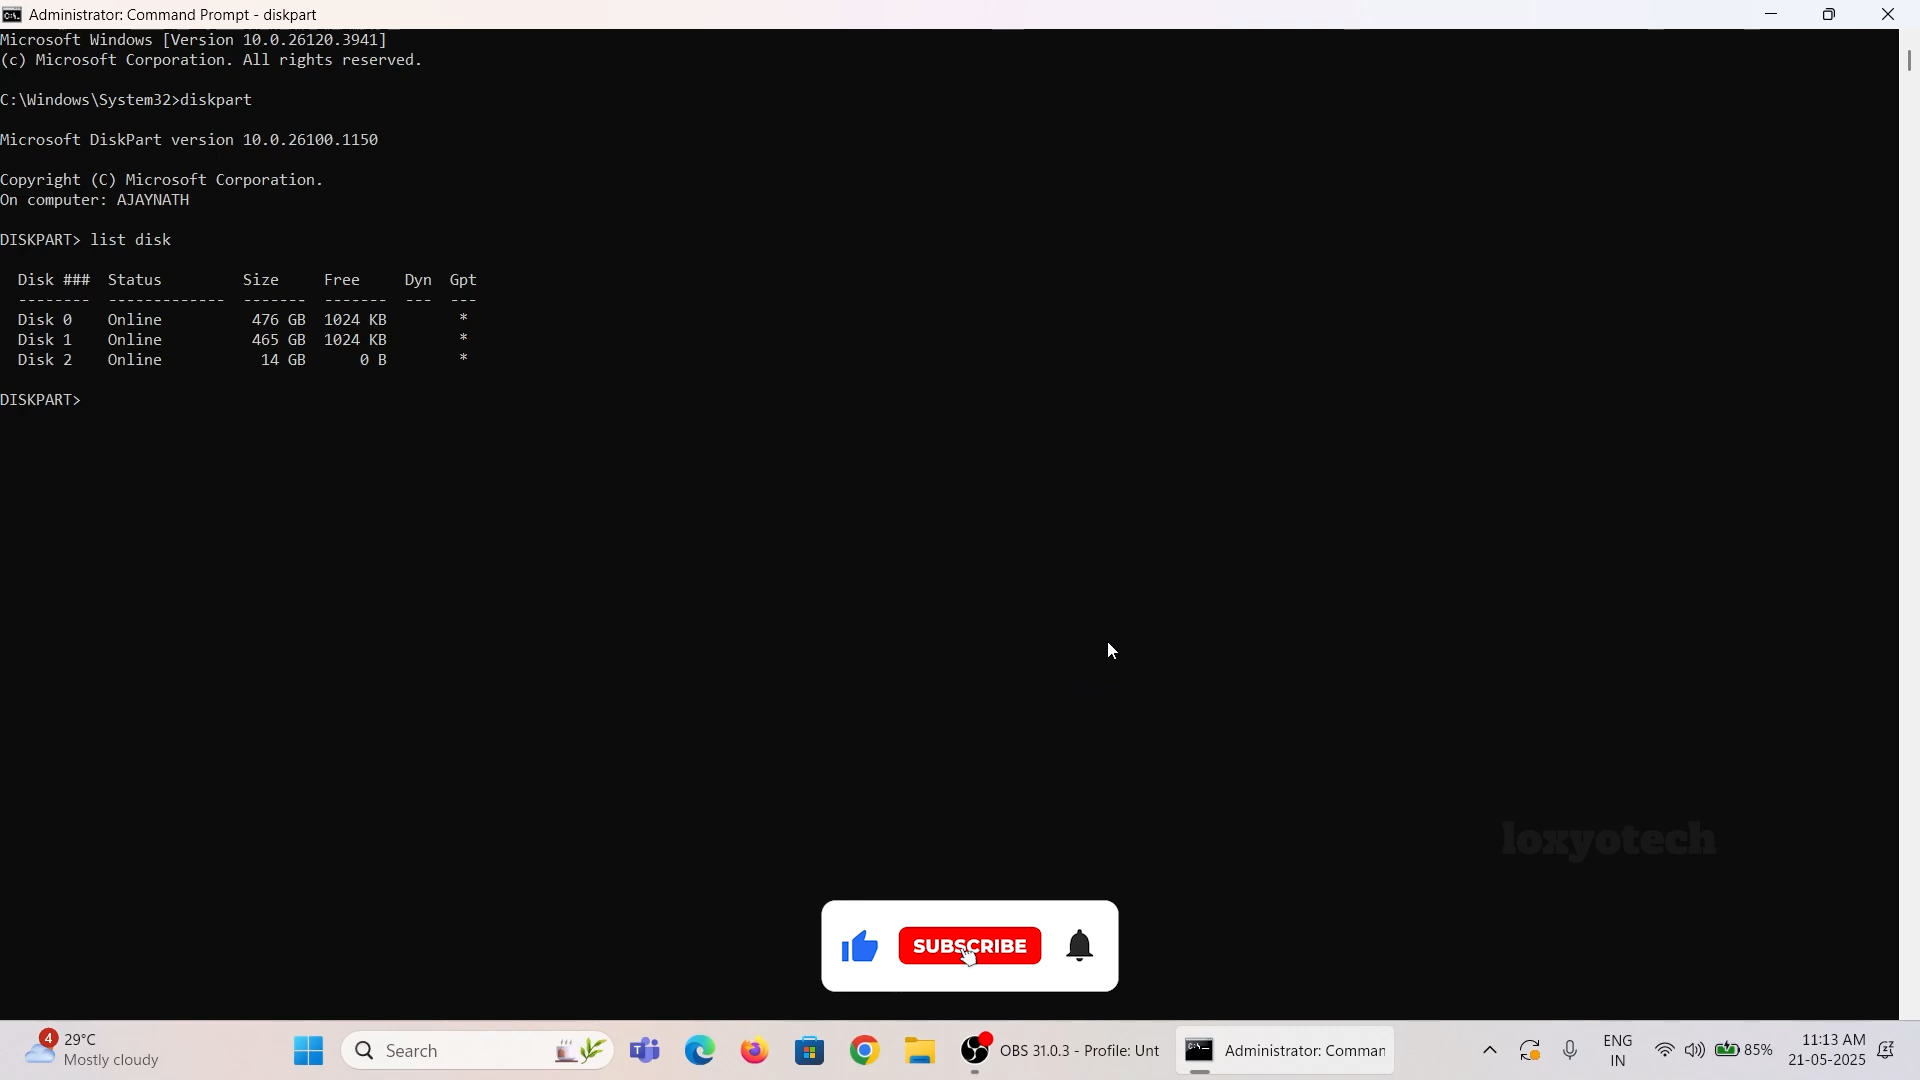 Administrator: Command Prompt - diskpart
Microsoft Windows [Version 10.0.26120.3941]
(c) Microsoft Corporation. All rights reserved.
C:\Windows\System32>diskpart
Microsoft DiskPart version 10.0.26100.1150
Copyright (C) Microsoft Corporation.
On computer: AJAYNATH
DISKPART> list disk
  Disk ###  Status         Size     Free     Dyn  Gpt
  --------  -------------  -------  -------  ---  ---
  Disk 0    Online          476 GB  1024 KB        *
  Disk 1    Online          465 GB  1024 KB        *
  Disk 2    Online           14 GB      0 B        *
DISKPART>
loxyotech
SUBSCRIBE
4 29°C
Mostly cloudy
Search
OBS 31.0.3 - Profile: Unt
Administrator: Comman
ENG
IN
85%
11:13 AM
21-05-2025